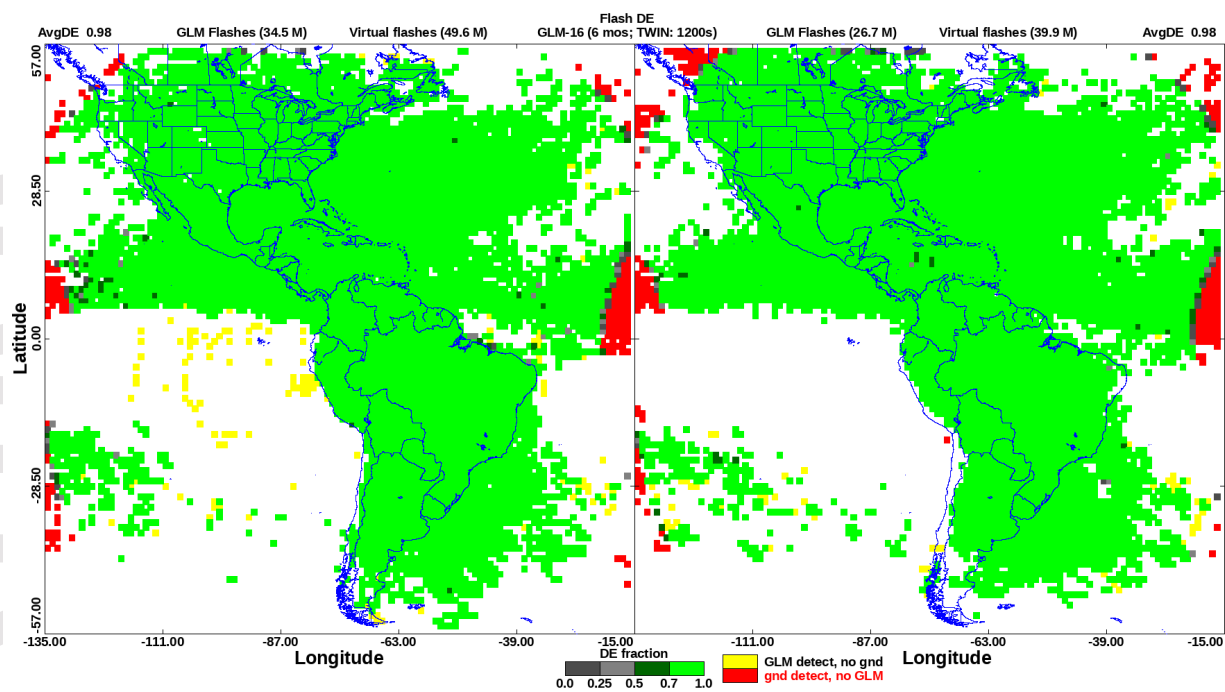 Flash DE
AvgDE 0.98 GLM Flashes (34.5 M) Virtual flashes (49.6 M) GLM-16 (6 mos; TWIN: 1200s) GLM Flashes (26.7 M) Virtual flashes (39.9 M) AvgDE 0.98
57.00
28.50
0.00
-28.50
-57.00
Latitude
-135.00 -111.00 -87.00 -63.00 -39.00 -15.00 -111.00 -87.00 -63.00 -39.00 -15.00
Longitude Longitude
DE fraction
0.0 0.25 0.5 0.7 1.0
GLM detect, no gnd
gnd detect, no GLM